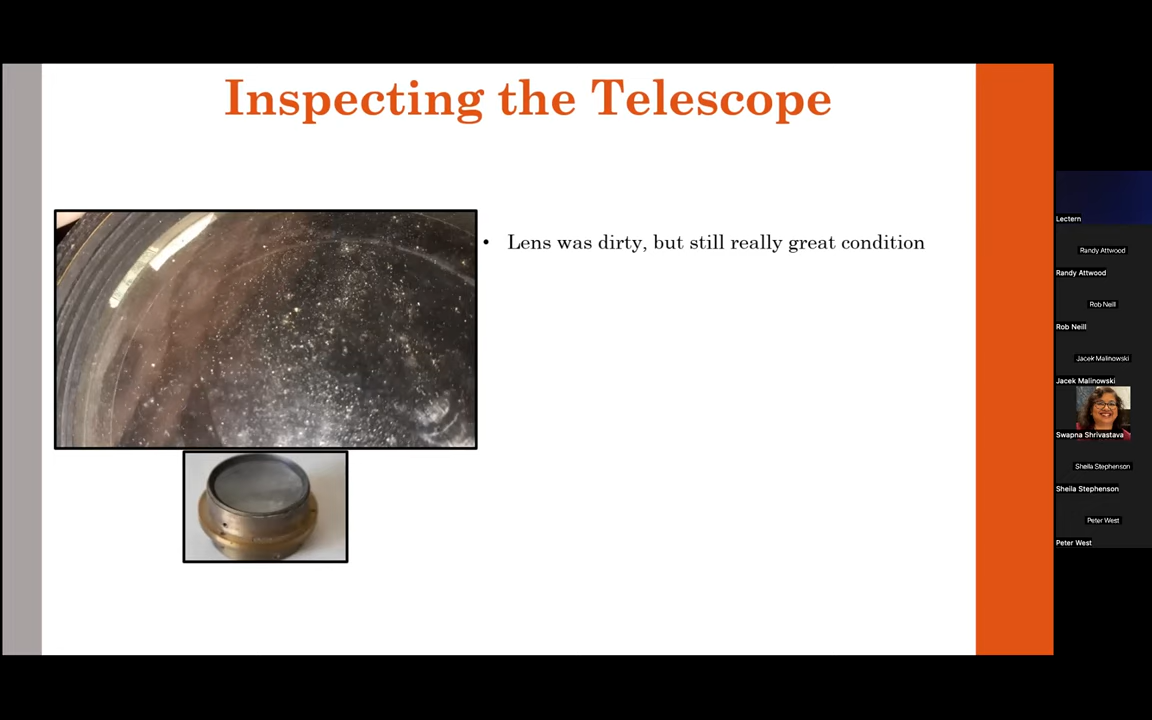 Inspecting the Telescope
• Lens was dirty, but still really great condition
Lectern
Randy Attwood
Randy Attwood
Rob Neill
Rob Neill
Jacek Malinowski
Jacek Malinowski
Swapna Shrivastava
Sheila Stephenson
Sheila Stephenson
Peter West
Peter West